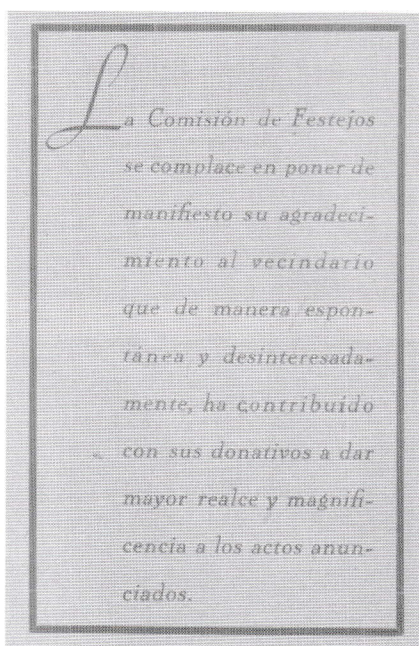 La Comisión de Festejos
se complace en poner de
manifiesto su agradeci-
miento al vecindario
que de manera espon-
tánea y desinteresada-
mente, ha contribuído
con sus donativos a dar
mayor realce y magnifi-
cencia a los actos anun-
ciados.